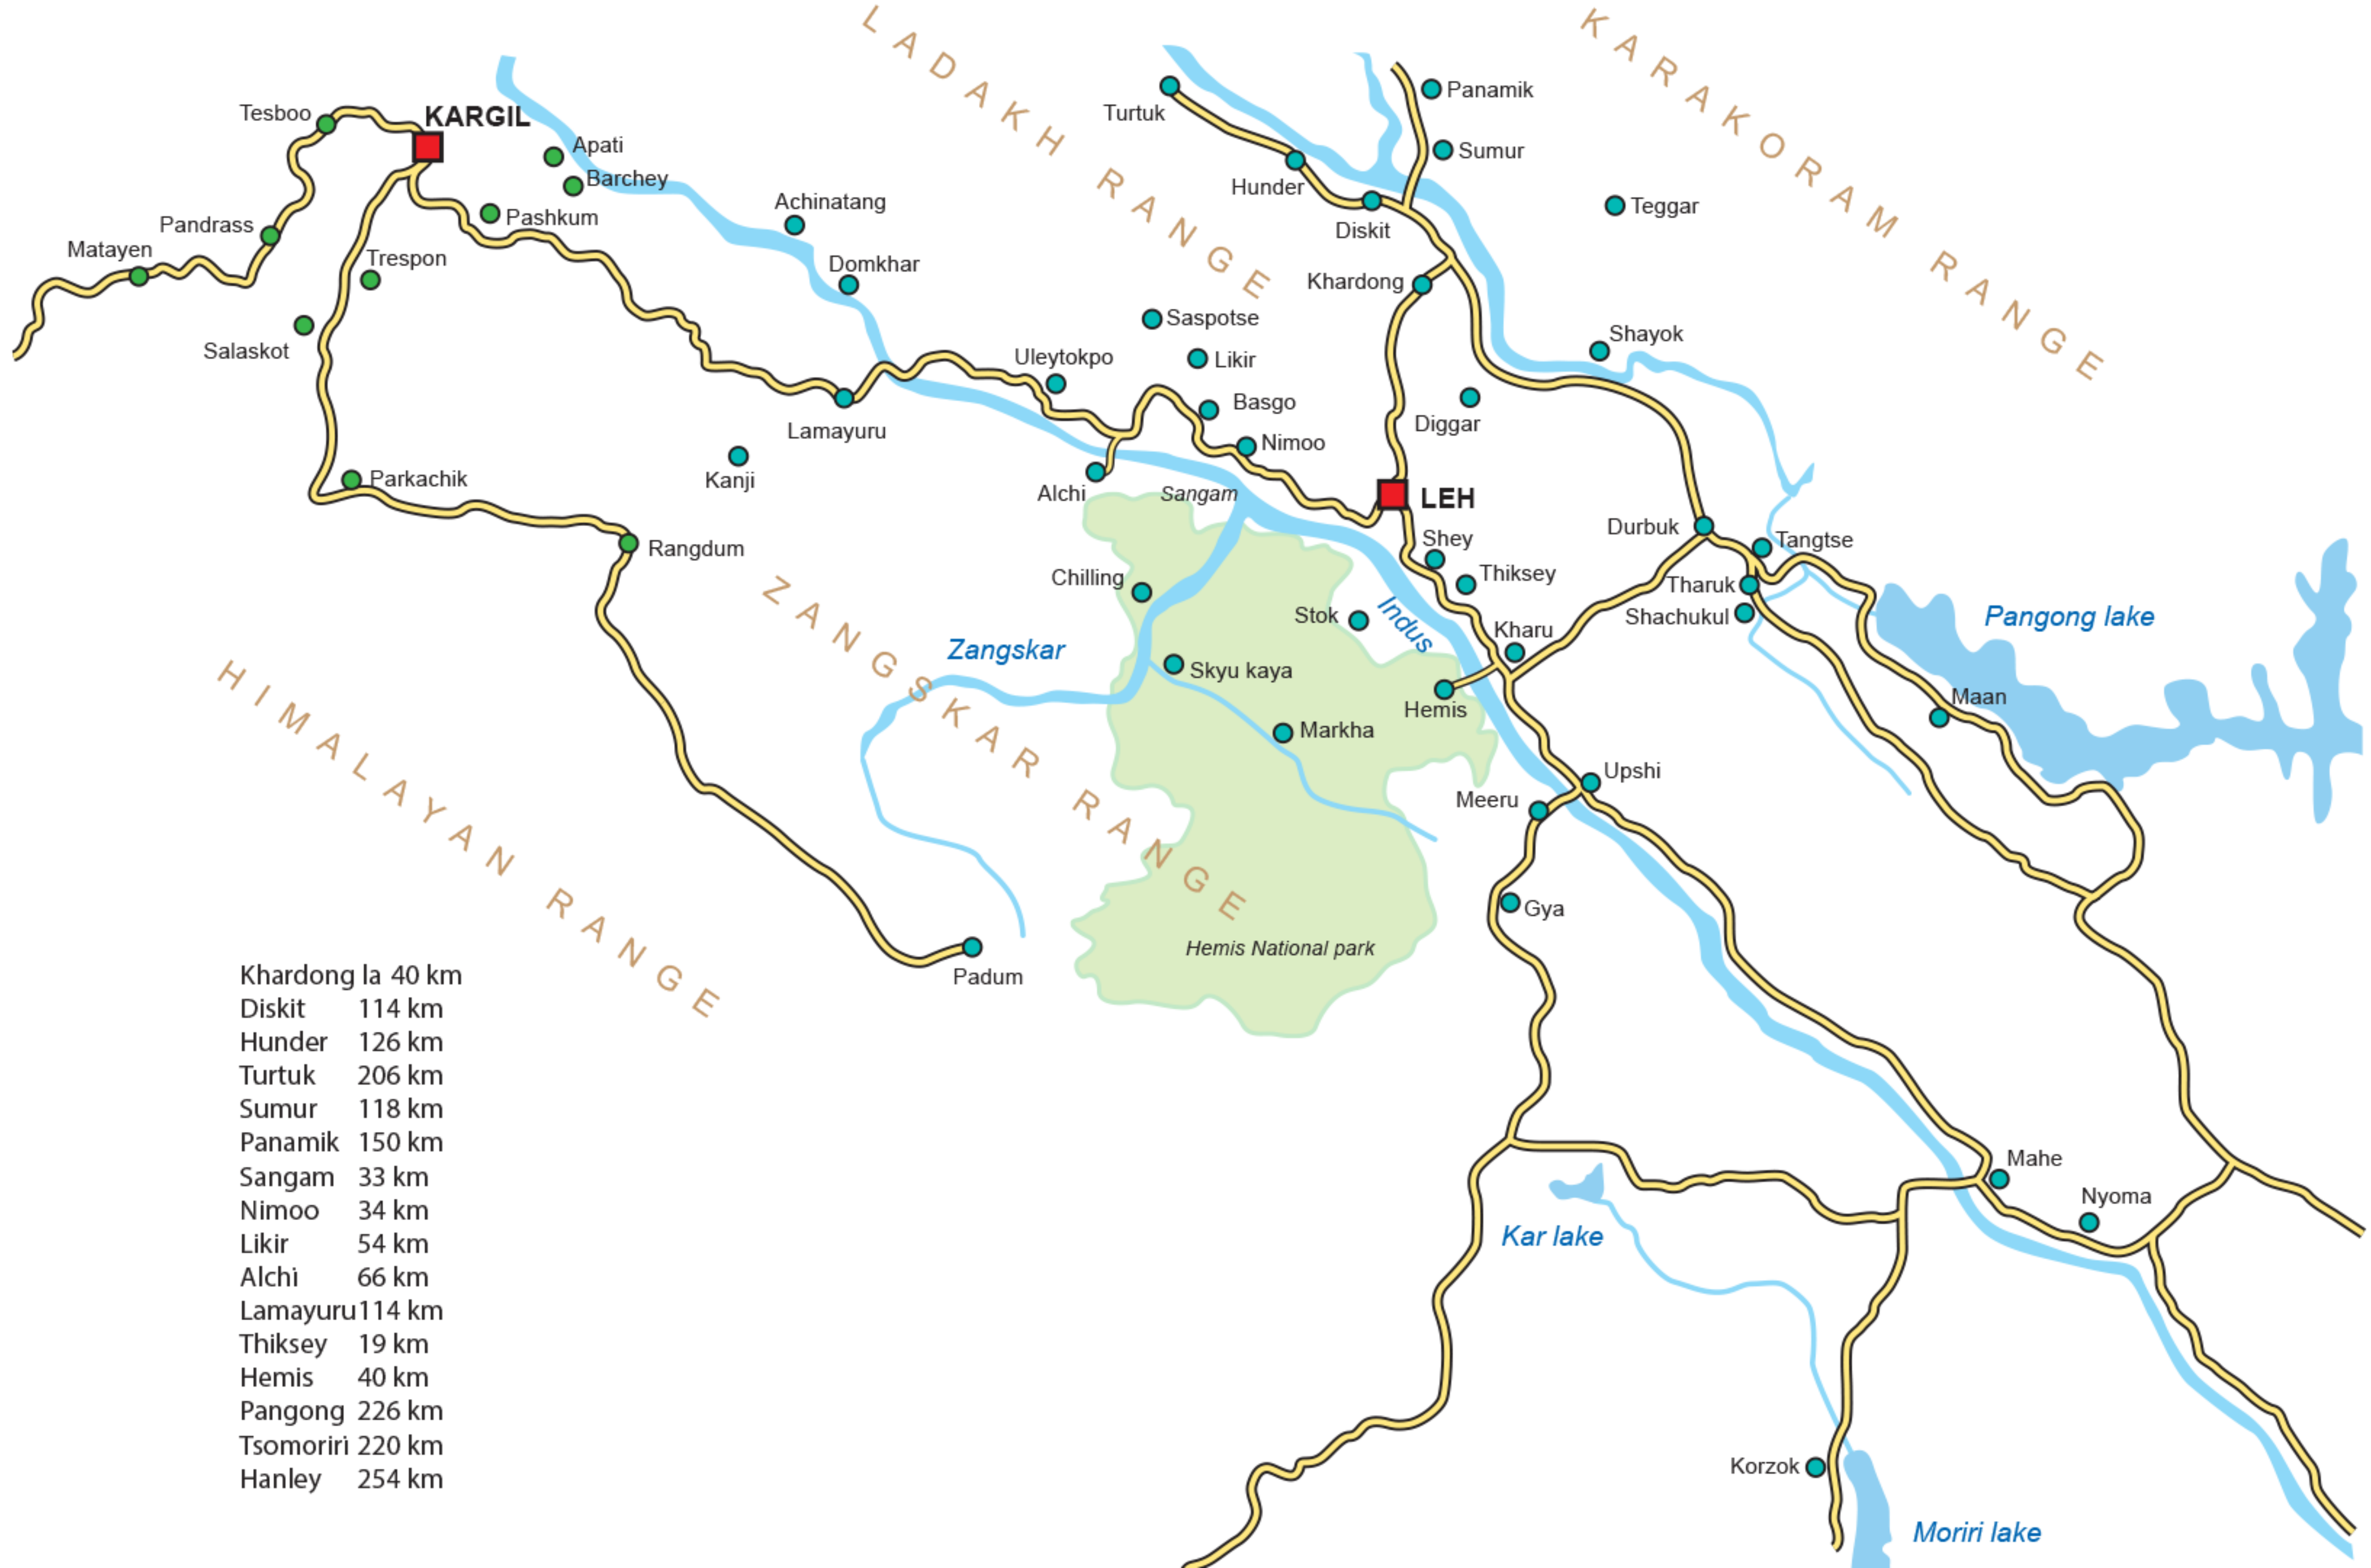 LADAKH RANGE
KARAKORAM RANGE
Tesboo
KARGIL
Apati
Barchey
Pashkum
Pandrass
Matayen
Trespon
Salaskot
Achinatang
Domkhar
Turtuk
Panamik
Sumur
Hunder
Diskit
Teggar
Khardong
Shayok
Saspotse
Likir
Uleytokpo
Basgo
Nimoo
Diggar
Lamayuru
Kanji
Parkachik
Alchi
Sangam
LEH
Rangdum
Shey
Thiksey
Durbuk
Tangtse
Tharuk
Shachukul
Pangong lake
Chilling
Stok
Indus
Kharu
ZANGSKAR RANGE
Zangskar
Skyu kaya
Hemis
Markha
Maan
HIMALAYAN RANGE
Upshi
Meeru
Gya
Hemis National park
Padum
Mahe
Nyoma
Kar lake
Korzok
Moriri lake
Khardong la 40 km
Diskit 114 km
Hunder 126 km
Turtuk 206 km
Sumur 118 km
Panamik 150 km
Sangam 33 km
Nimoo 34 km
Likir 54 km
Alchi 66 km
Lamayuru 114 km
Thiksey 19 km
Hemis 40 km
Pangong 226 km
Tsomoriri 220 km
Hanley 254 km